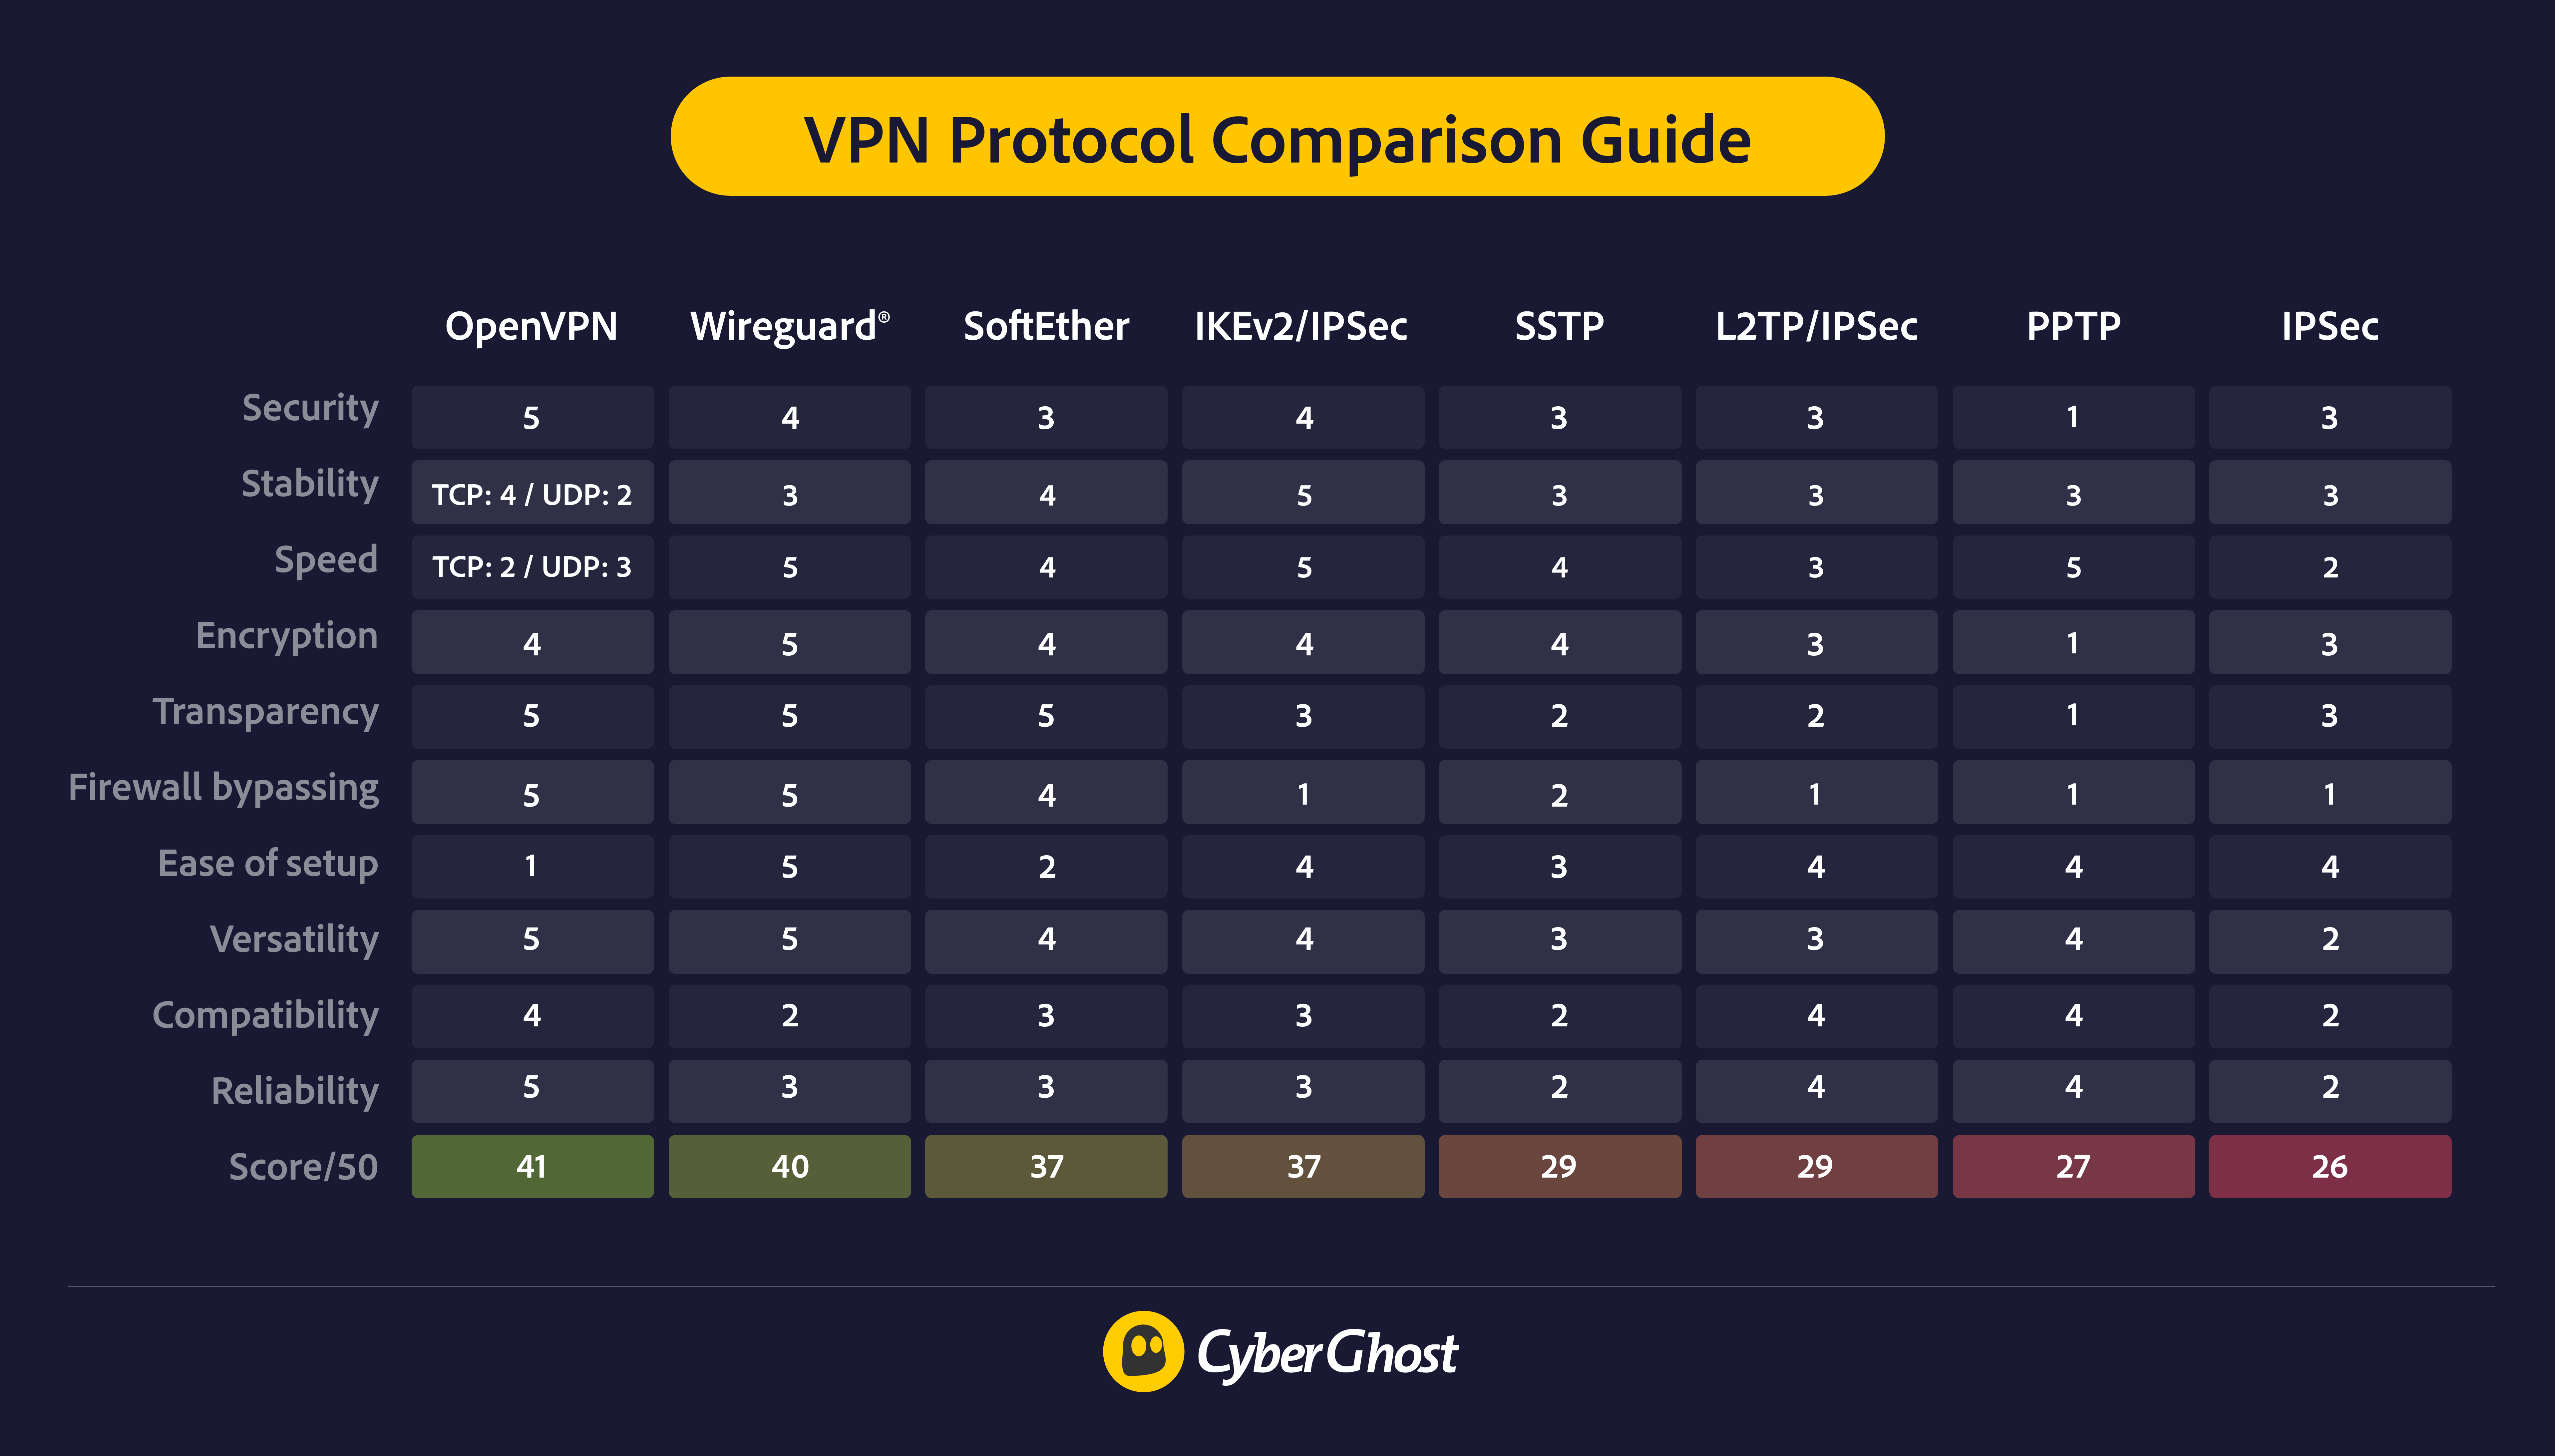 VPN Protocol Comparison Guide
OpenVPN Wireguard® SoftEther IKEv2/IPSec SSTP L2TP/IPSec PPTP IPSec
Security 5 4 3 4 3 3 1 3
Stability TCP: 4 / UDP: 2 3 4 5 3 3 3 3
Speed TCP: 2 / UDP: 3 5 4 5 4 3 5 2
Encryption 4 5 4 4 4 3 1 3
Transparency 5 5 5 3 2 2 1 3
Firewall bypassing 5 5 4 1 2 1 1 1
Ease of setup 1 5 2 4 3 4 4 4
Versatility 5 5 4 4 3 3 4 2
Compatibility 4 2 3 3 2 4 4 2
Reliability 5 3 3 3 2 4 4 2
Score/50 41 40 37 37 29 29 27 26
CyberGhost